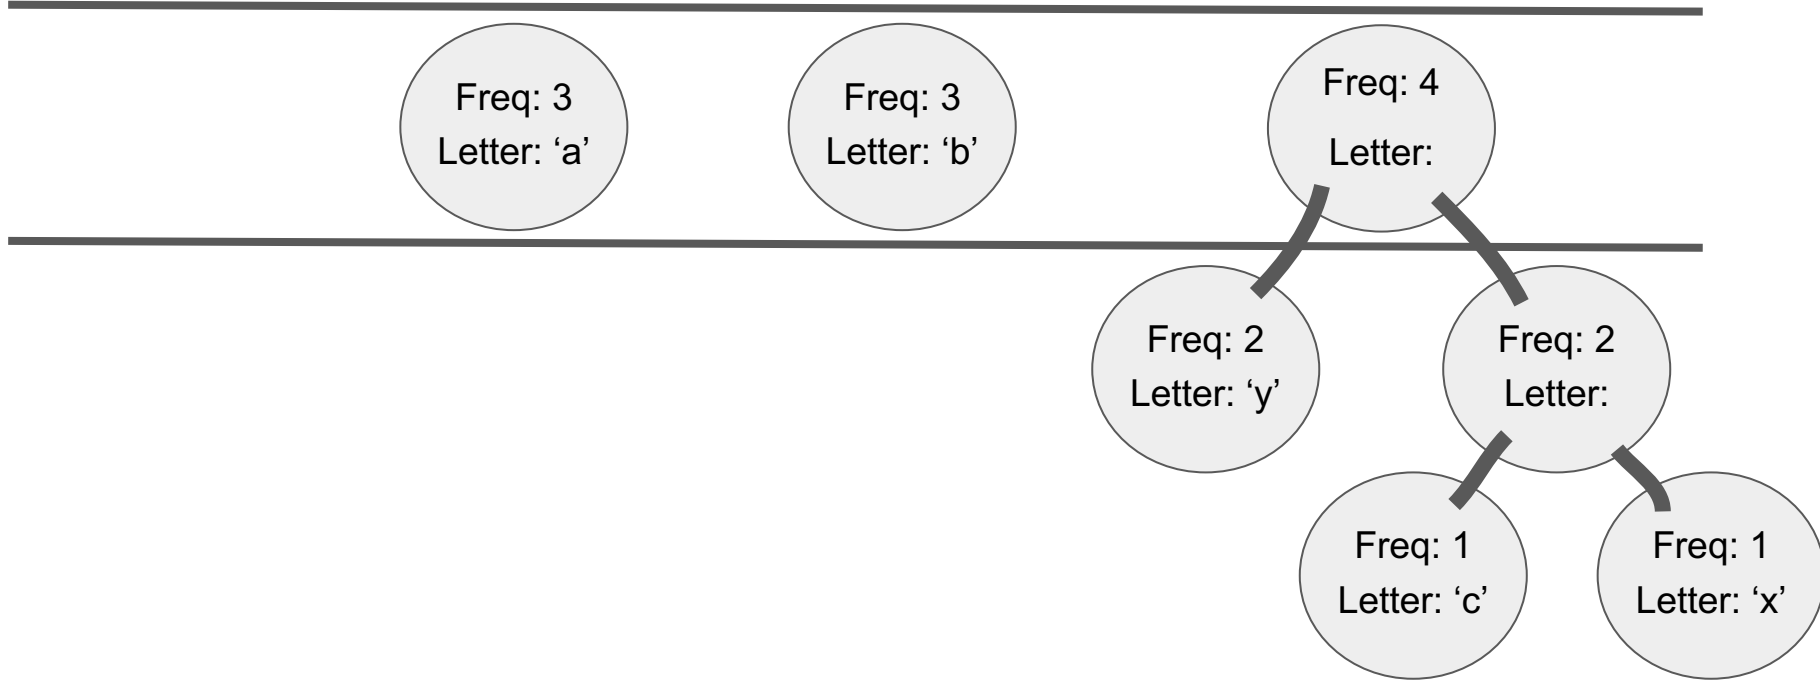 Freq: 3
Letter: ‘a’
Freq: 3
Letter: ‘b’
Freq: 4
Letter:
Freq: 2
Letter: ‘y’
Freq: 2
Letter:
Freq: 1
Letter: ‘c’
Freq: 1
Letter: ‘x’